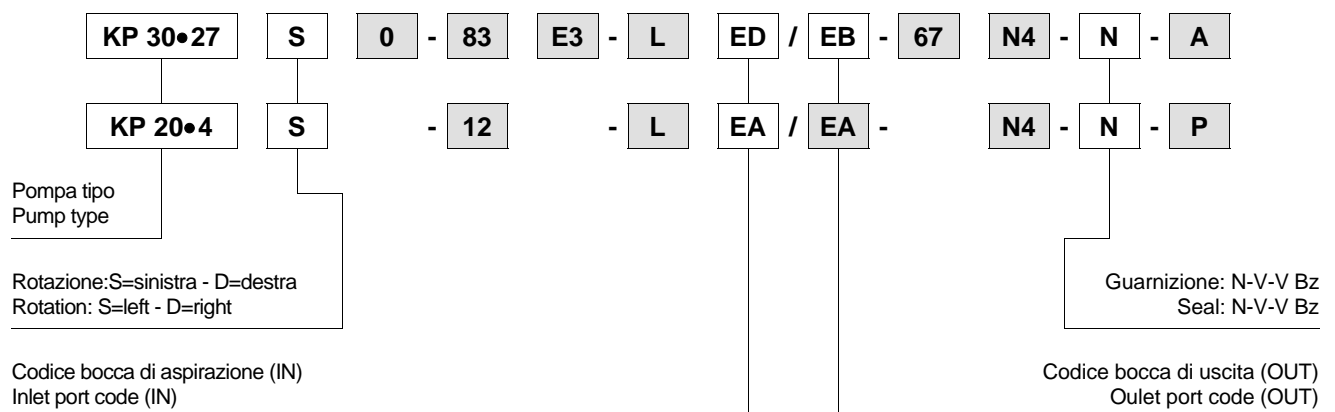 KP 30•27 S 0 - 83 E3 - L ED / EB - 67 N4 - N - A
KP 20•4 S - 12 - L EA / EA - N4 - N - P
Pompa tipo
Pump type
Rotazione:S=sinistra - D=destra
Rotation: S=left - D=right
Guarnizione: N-V-V Bz
Seal: N-V-V Bz
Codice bocca di aspirazione (IN)
Inlet port code (IN)
Codice bocca di uscita (OUT)
Oulet port code (OUT)